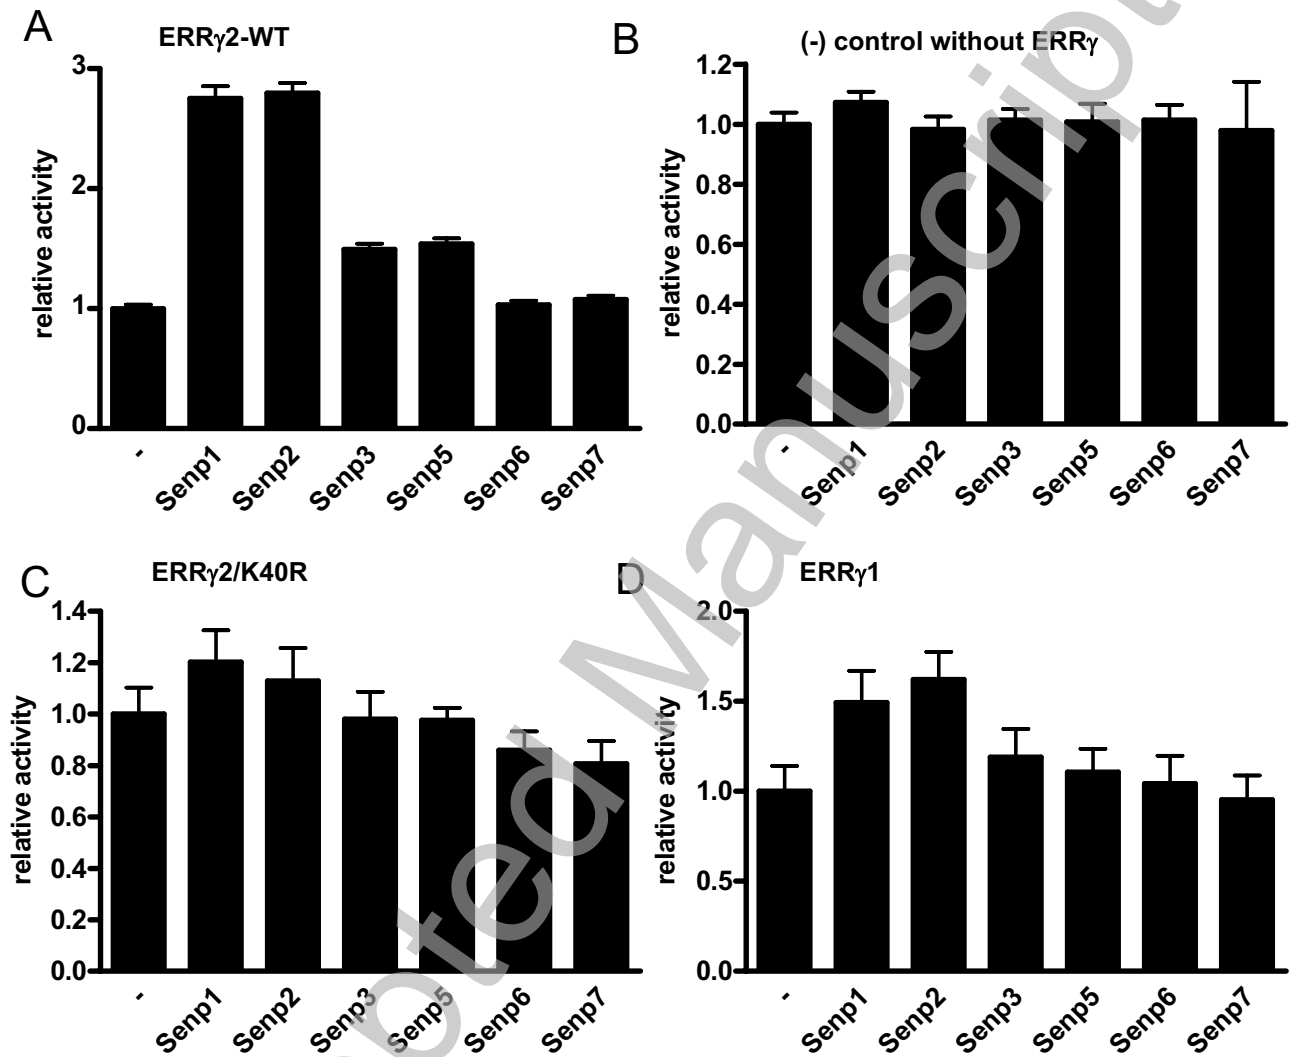 A
ERRγ2-WT
relative activity
3
2
1
0
- Senp1 Senp2 Senp3 Senp5 Senp6 Senp7
B
(-) control without ERRγ
relative activity
1.2
1.0
0.8
0.6
0.4
0.2
0.0
- Senp1 Senp2 Senp3 Senp5 Senp6 Senp7
C
ERRγ2/K40R
relative activity
1.4
1.2
1.0
0.8
0.6
0.4
0.2
0.0
- Senp1 Senp2 Senp3 Senp5 Senp6 Senp7
D
ERRγ1
relative activity
2.0
1.5
1.0
0.5
0.0
- Senp1 Senp2 Senp3 Senp5 Senp6 Senp7
pted Manuscript